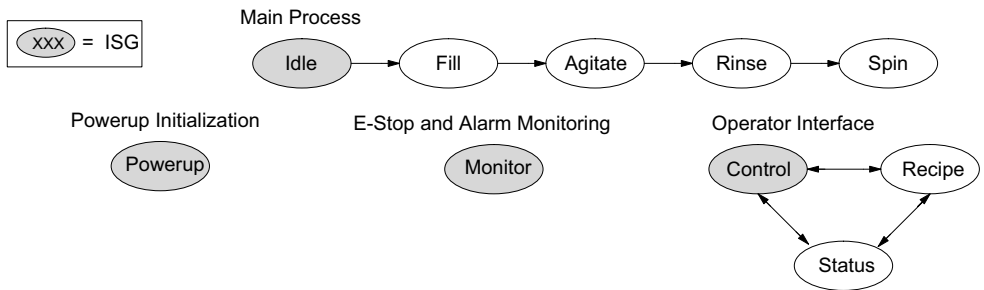 Main Process
XXX = ISG
Idle Fill Agitate Rinse Spin
Powerup Initialization E-Stop and Alarm Monitoring Operator Interface
Powerup Monitor Control Recipe
Status